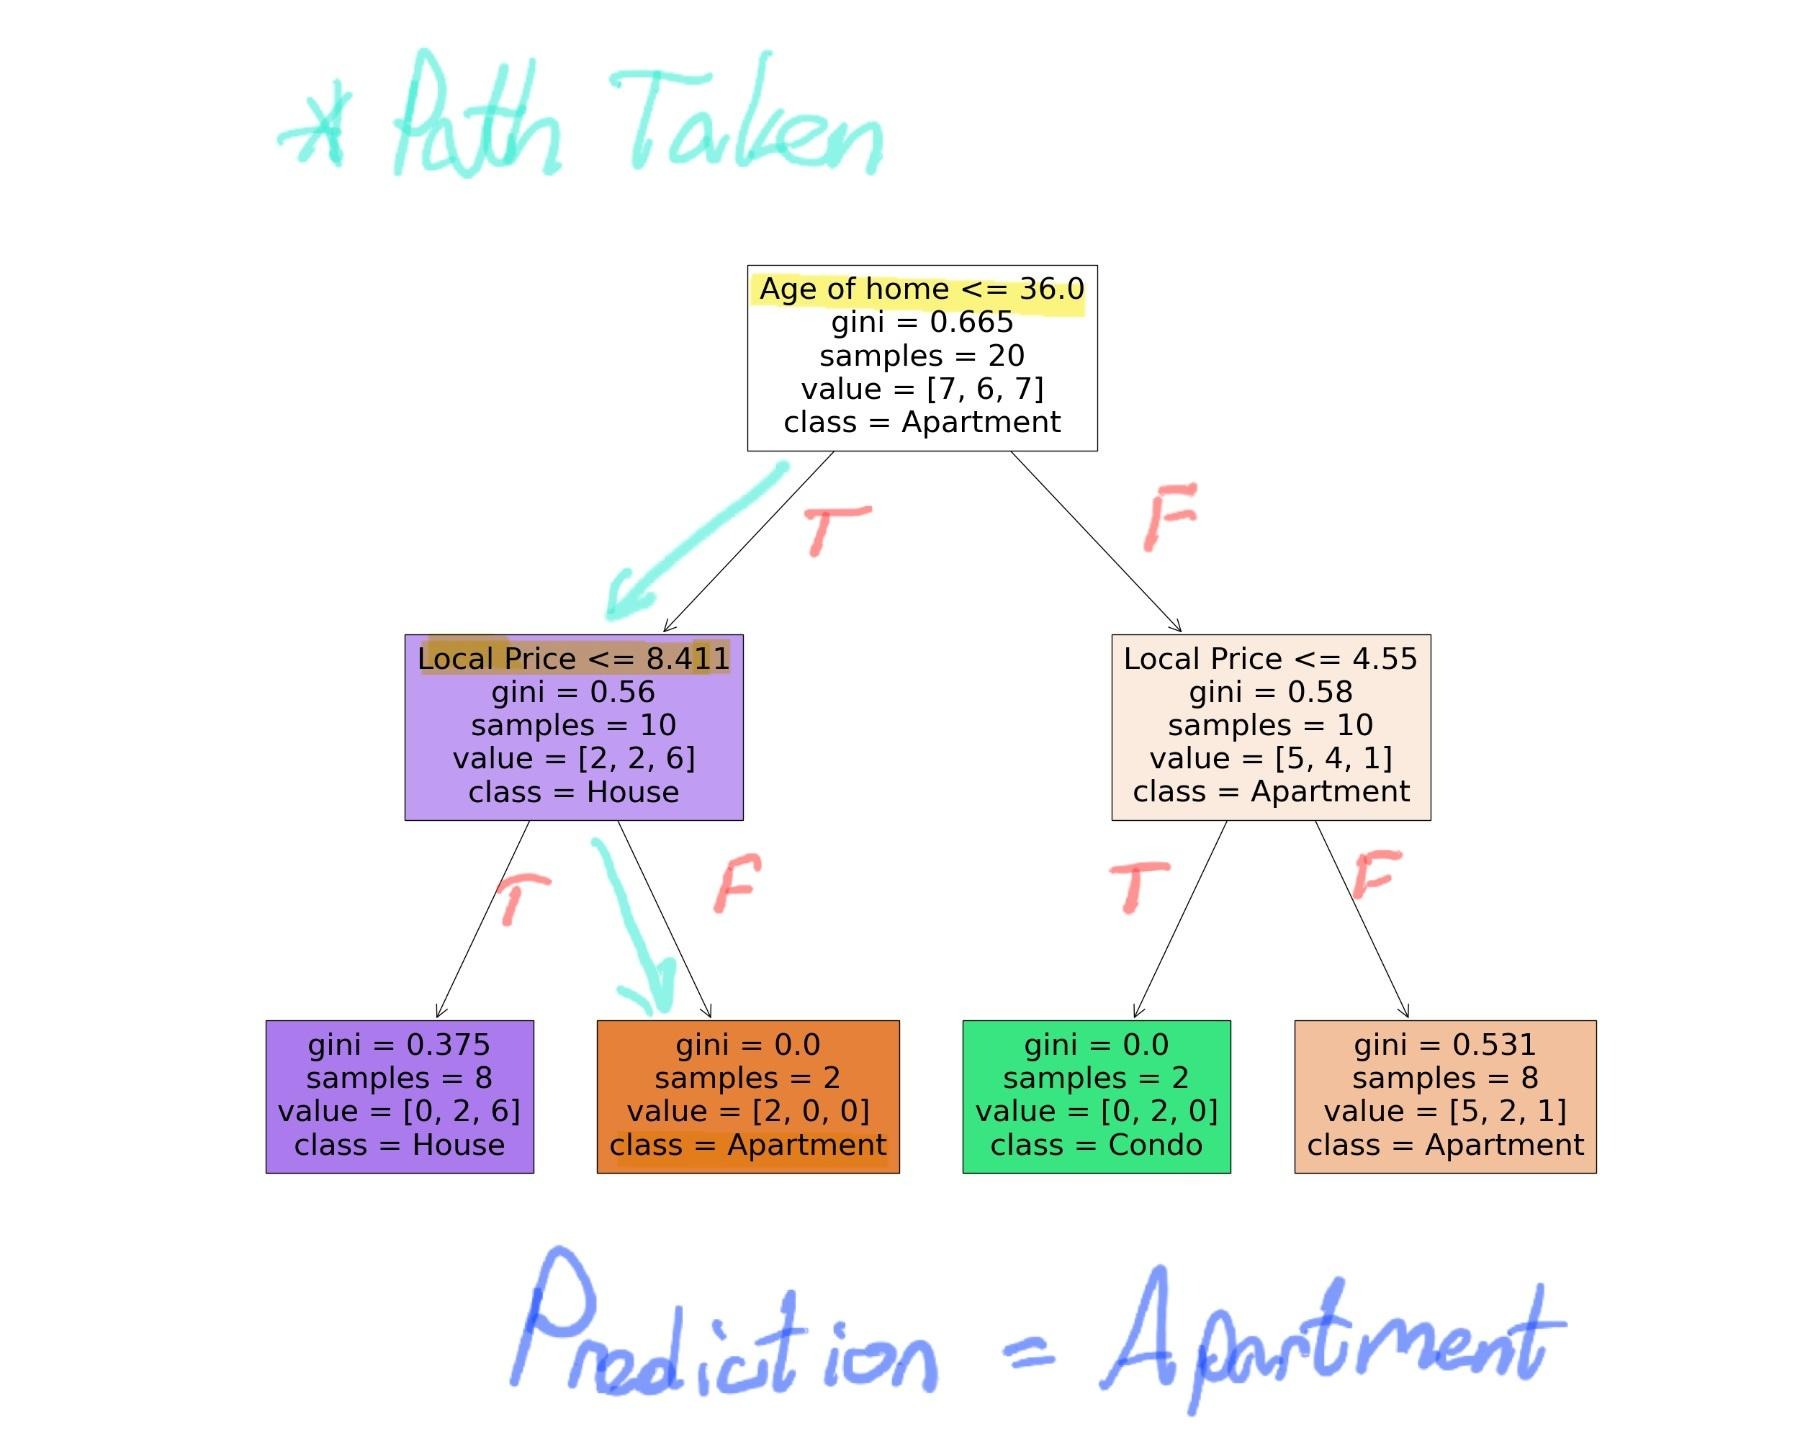 * Path Taken
Age of home <= 36.0
gini = 0.665
samples = 20
value = [7, 6, 7]
class = Apartment
T
F
Local Price <= 8.411
gini = 0.56
samples = 10
value = [2, 2, 6]
class = House
Local Price <= 4.55
gini = 0.58
samples = 10
value = [5, 4, 1]
class = Apartment
T
F
T
F
gini = 0.375
samples = 8
value = [0, 2, 6]
class = House
gini = 0.0
samples = 2
value = [2, 0, 0]
class = Apartment
gini = 0.0
samples = 2
value = [0, 2, 0]
class = Condo
gini = 0.531
samples = 8
value = [5, 2, 1]
class = Apartment
Prediction = Apartment